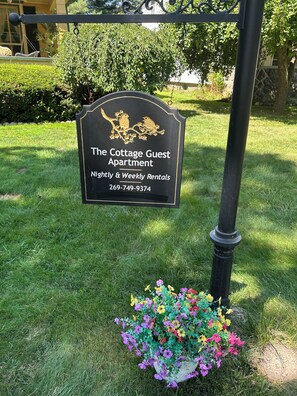 The Cottage Guest
Apartment
Nightly & Weekly Rentals
269-749-9374